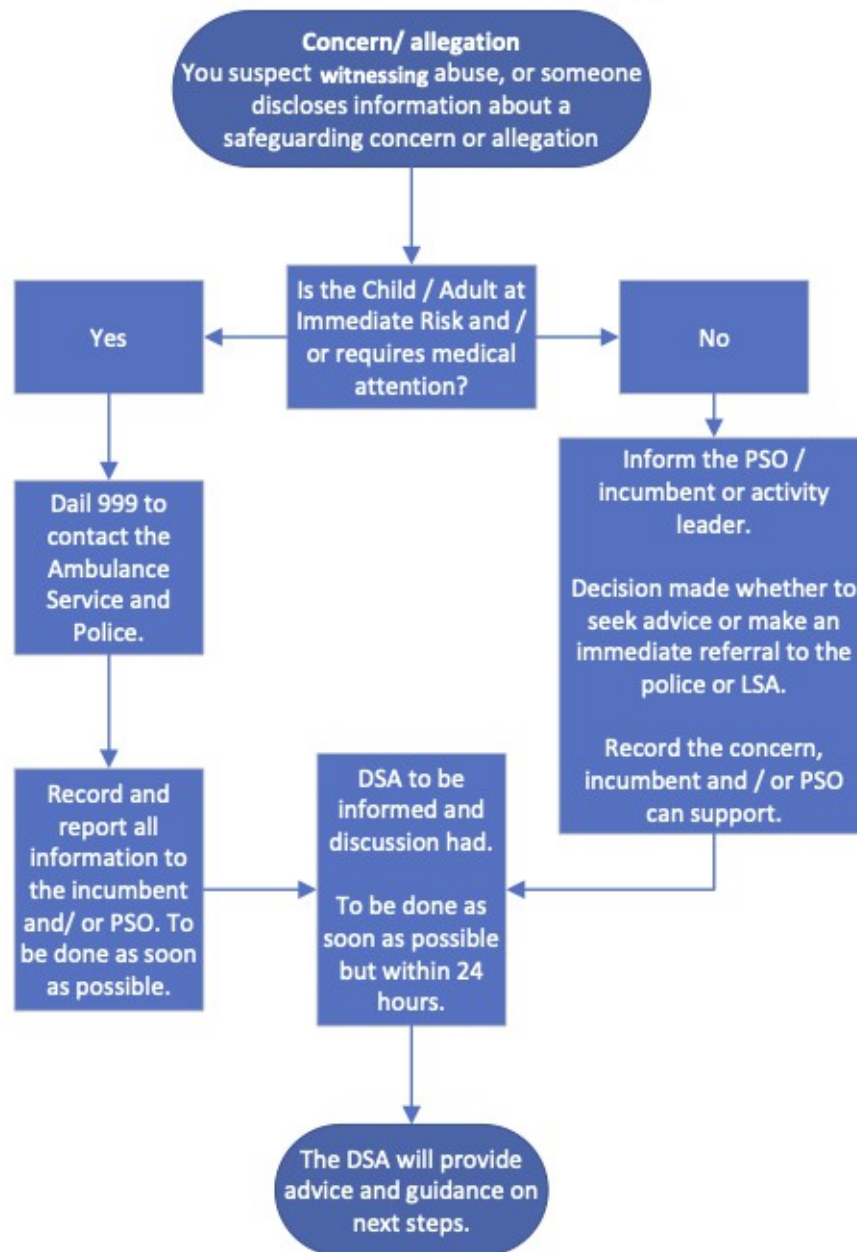 Concern/ allegation
You suspect witnessing abuse, or someone
discloses information about a
safeguarding concern or allegation
Is the Child / Adult at
Immediate Risk and /
or requires medical
attention?
Yes
No
Dail 999 to
contact the
Ambulance
Service and
Police.
Inform the PSO /
incumbent or activity
leader.
Decision made whether to
seek advice or make an
immediate referral to the
police or LSA.
Record the concern,
incumbent and / or PSO
can support.
Record and
report all
information to
the incumbent
and/ or PSO. To
be done as soon
as possible.
DSA to be
informed and
discussion had.
To be done as
soon as possible
but within 24
hours.
The DSA will provide
advice and guidance on
next steps.